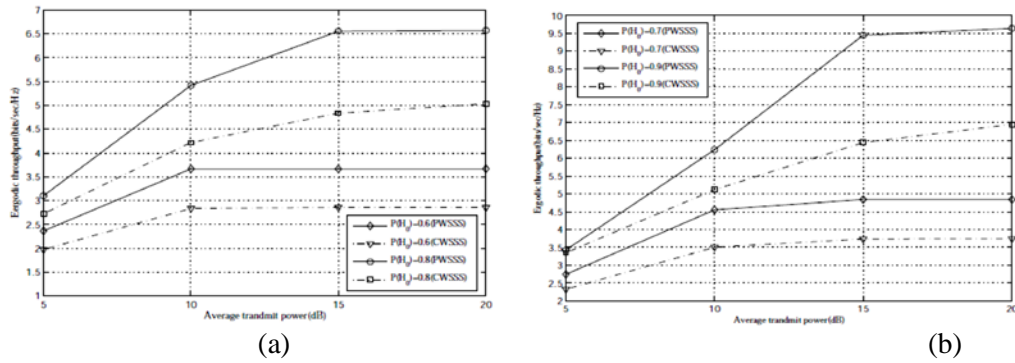 7
6.5
6
5.5
5
4.5
4
3.5
3
2.5
2
1.5
1
Ergodic throughput(bits/sec/Hz)
P(H0)=0.6(PWSSS)
P(H0)=0.6(CWSSS)
P(H0)=0.8(PWSSS)
P(H0)=0.8(CWSSS)
5 10 15 20
Average trandmit power(dB)
(a)
10
9.5
9
8.5
8
7.5
7
6.5
6
5.5
5
4.5
4
3.5
3
2.5
2
Ergodic throughput(bits/sec/Hz)
P(H0)=0.7(PWSSS)
P(H0)=0.7(CWSSS)
P(H0)=0.9(PWSSS)
P(H0)=0.9(CWSSS)
5 10 15 20
Average trandmit power(dB)
(b)